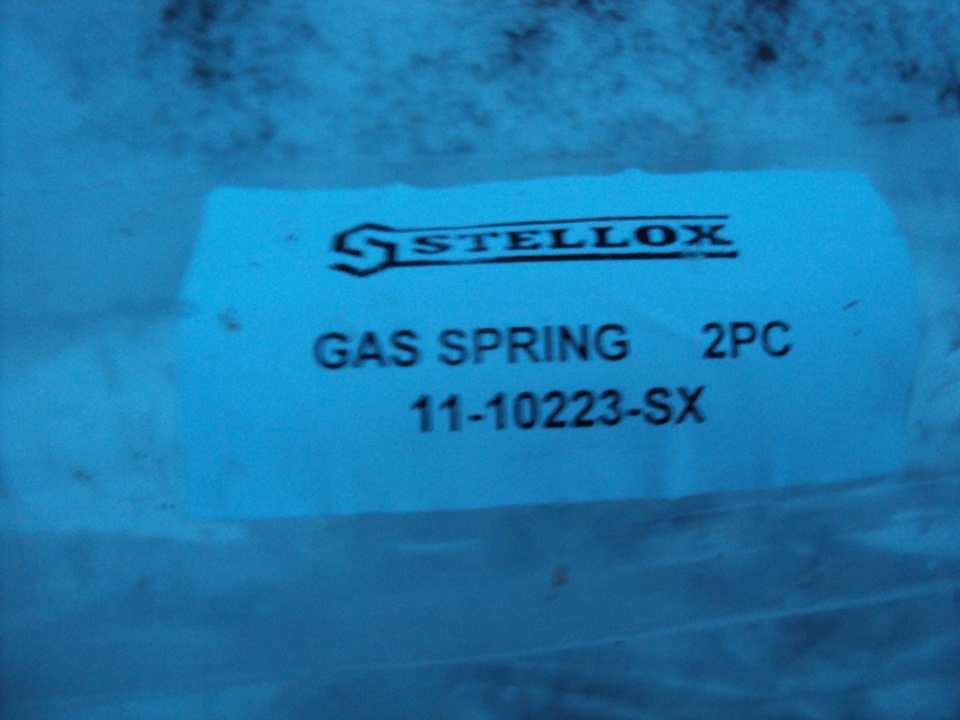 STELLOX
GAS SPRING 2PC
11-10223-SX